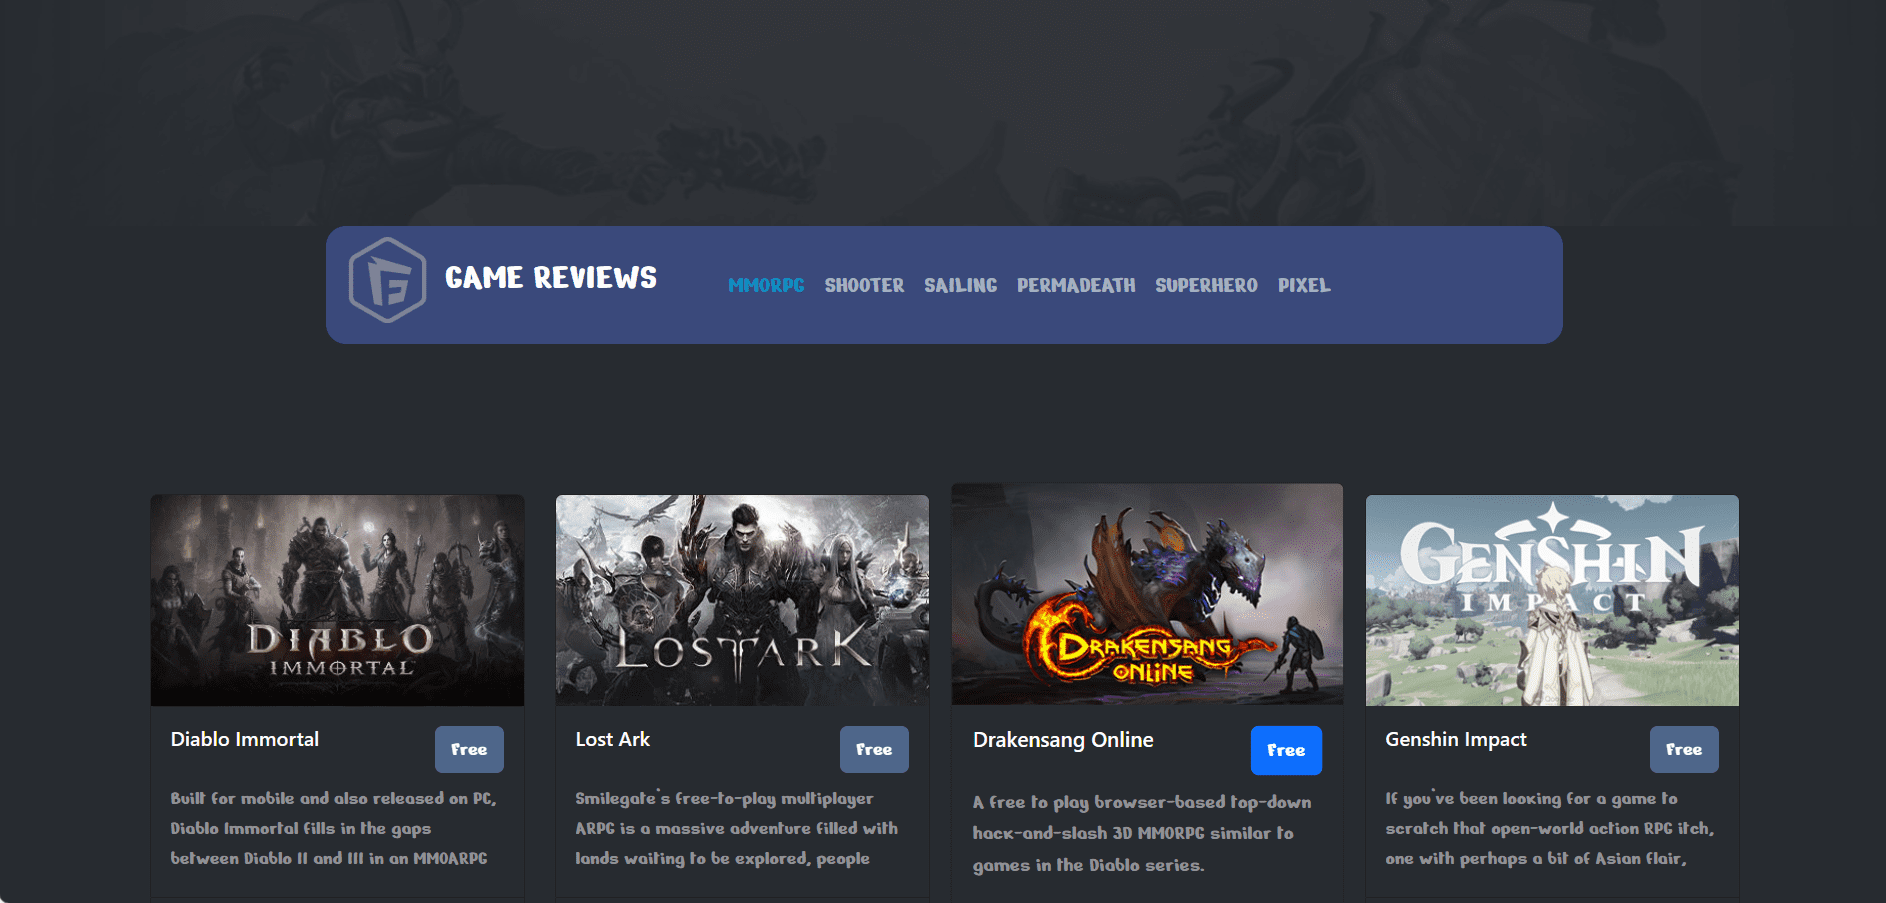 GAME REVIEWS
MMORPG SHOOTER SAILING PERMADEATH SUPERHERO PIXEL
DIABLO
IMMORTAL
LOST ARK
DRAKENSANG
ONLINE
GENSHIN
IMPACT
Diablo Immortal
Free
Built for mobile and also released on PC,
Diablo Immortal fills in the gaps
between Diablo II and III in an MMOARPG
Lost Ark
Free
Smilegate's free-to-play multiplayer
ARPG is a massive adventure filled with
lands waiting to be explored, people
Drakensang Online
Free
A free to play browser-based top-down
hack-and-slash 3D MMORPG similar to
games in the Diablo series.
Genshin Impact
Free
If you've been looking for a game to
scratch that open-world action RPG itch,
one with perhaps a bit of Asian flair,